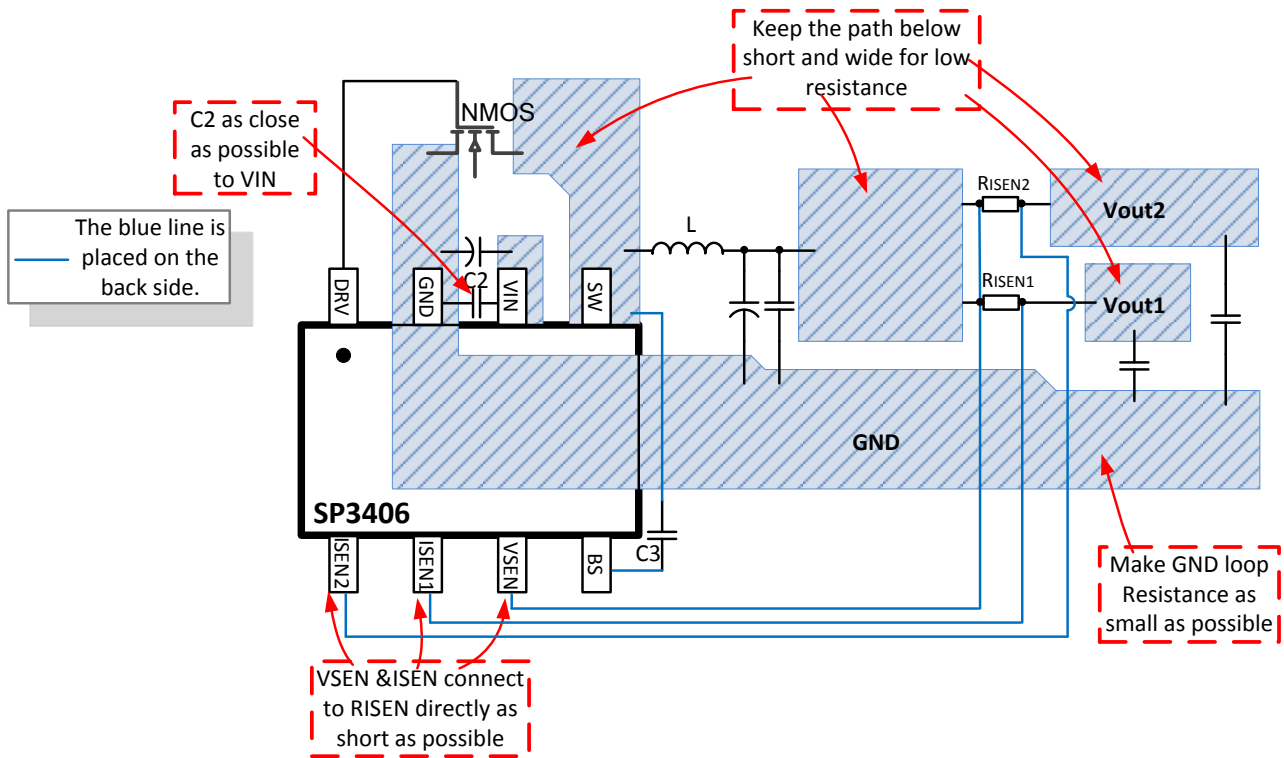 Keep the path below
short and wide for low
resistance
NMOS
C2 as close
as possible
to VIN
The blue line is
placed on the
back side.
RISEN2
Vout2
L
C2
DRV
GND
VIN
SW
RISEN1
Vout1
GND
SP3406
C3
ISEN2
ISEN1
VSEN
BS
Make GND loop
Resistance as
small as possible
VSEN &ISEN connect
to RISEN directly as
short as possible